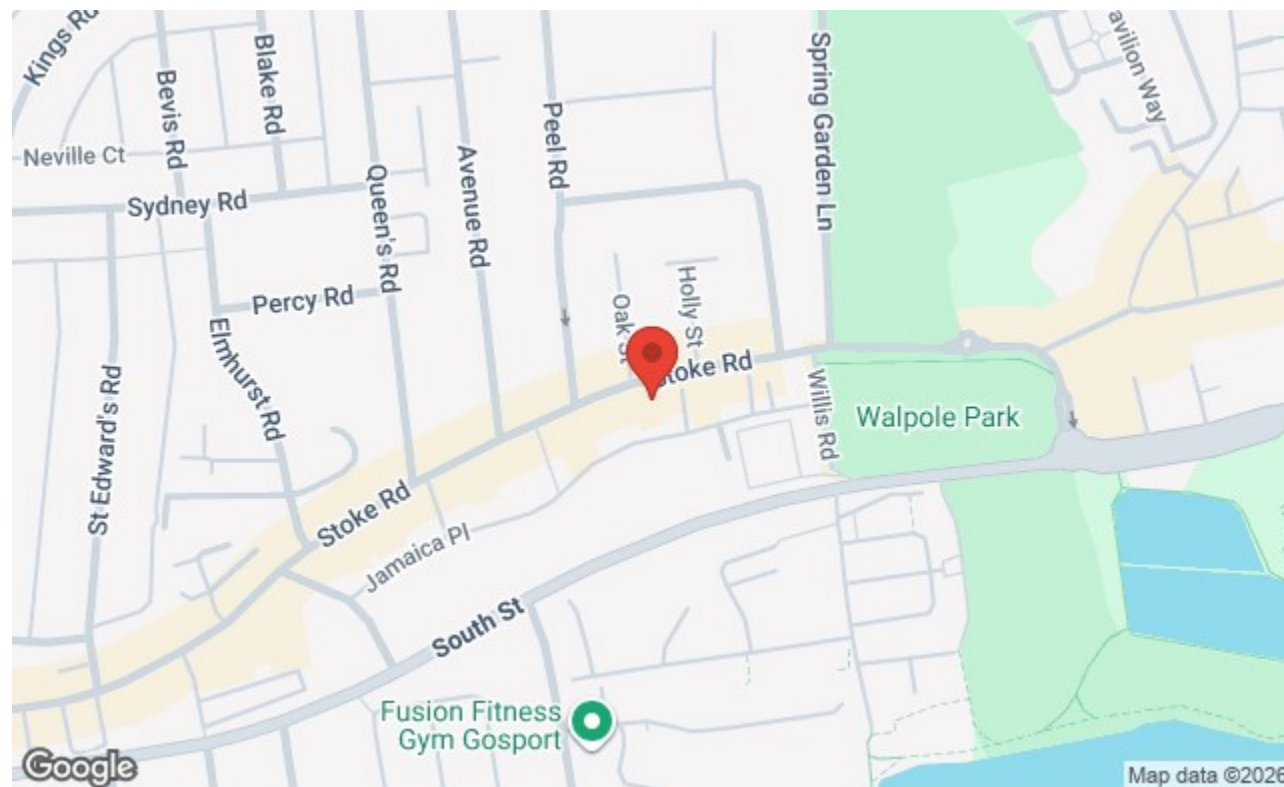 Kings Rd
Bevis Rd
Blake Rd
Neville Ct
Sydney Rd
Queen's Rd
Avenue Rd
Peel Rd
Spring Garden Ln
avilion Way
Percy Rd
Elmhurst Rd
St Edward's Rd
Oak St
Holly St
Stoke Rd
Willis Rd
Walpole Park
Stoke Rd
Jamaica Pl
South St
Fusion Fitness
Gym Gosport
Google
Map data ©2026